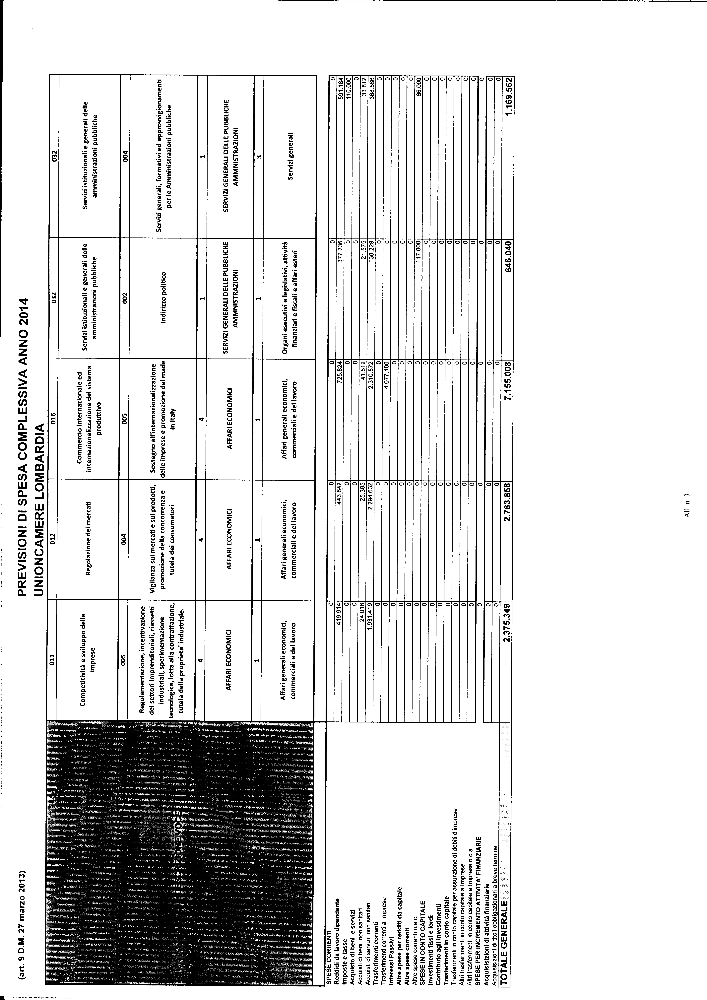 (art. 9 D.M. 27 marzo 2013)
PREVISIONI DI SPESA COMPLESSIVA ANNO 2014
UNIONCAMERE LOMBARDIA
DESCRIZIONE VOCE
011 012 016 032 032
Competitività e sviluppo delle
imprese
Regolazione dei mercati
Commercio internazionale ed
internazionalizzazione del sistema
produttivo
Servizi istituzionali e generali delle
amministrazioni pubbliche
Servizi istituzionali e generali delle
amministrazioni pubbliche
005 004 005 002 004
Regolamentazione, incentivazione
dei settori imprenditoriali, riassetti
industriali, sperimentazione
tecnologica, lotta alla contraffazione,
tutela della proprieta' industriale.
Vigilanza sui mercati e sui prodotti,
promozione della concorrenza e
tutela dei consumatori
Sostegno all'internazionalizzazione
delle imprese e promozione del made
in Italy
Indirizzo politico
Servizi generali, formativi ed approvvigionamenti
per le Amministrazioni pubbliche
4 4 4 1 1
AFFARI ECONOMICI
AFFARI ECONOMICI
AFFARI ECONOMICI
SERVIZI GENERALI DELLE PUBBLICHE
AMMNISTRAZIONI
SERVIZI GENERALI DELLE PUBBLICHE
AMMNISTRAZIONI
1 1 1 1 3
Affari generali economici,
commerciali e del lavoro
Affari generali economici,
commerciali e del lavoro
Affari generali economici,
commerciali e del lavoro
Organi esecutivi e legislativi, attività
finanziari e fiscali e affari esteri
Servizi generali
SPESE CORRENTI 0 0 0 0 0
Reddidi da lavoro dipendente 419.914 443.842 725.824 377.236 591.184
Imposte e tasse 0 0 0 0 110.000
Acquisto di beni e servizi 0 0 0 0 0
Acquisti di beni non sanitari 24.016 25.385 41.512 21.575 33.812
Acquisti di servizi non sanitari 1.931.419 2.294.632 2.310.572 130.229 368.566
Trasferimenti correnti 0 0 0 0 0
Trasferimenti correnti a Imprese 0 0 4.077.100 0 0
Interessi Passivi 0 0 0 0 0
Altre spese per redditi da capitale 0 0 0 0 0
Altre spese correnti 0 0 0 0 0
Altre spese correnti n.a.c. 0 0 0 117.000 66.000
SPESE IN CONTO CAPITALE 0 0 0 0 0
Investimenti fissi e lordi 0 0 0 0 0
Contributo agli investimenti 0 0 0 0 0
Trasferimenti in conto capitale 0 0 0 0 0
Trasferimenti in conto capitale per assunzione di debiti d'imprese 0 0 0 0 0
Altri trasferimenti in conto capitale a Imprese 0 0 0 0 0
Altri trasferimenti in conto capitale a Imprese n.c.a. 0 0 0 0 0
SPESE PER INCREMENTO ATTIVITA' FINANZIARIE 0 0 0 0 0
Acquisizioni di attività finanziarie 0 0 0 0 0
Acquisisizioni di titoli obbligazionari a breve termine 0 0 0 0 0
TOTALE GENERALE 2.375.349 2.763.858 7.155.008 646.040 1.169.562
All. n. 3